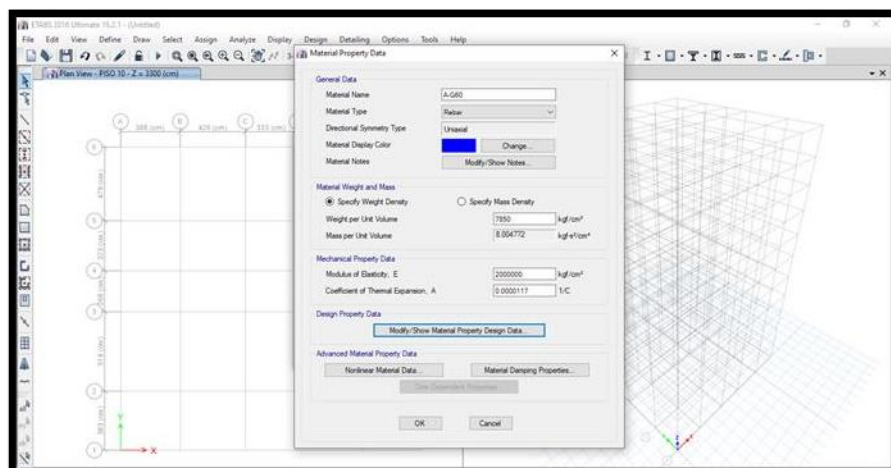 ETABS 2016 Ultimate 16.2.1 - (Untitled)
File Edit View Define Draw Select Assign Analyze Display Design Detailing Options Tools Help
Plan View - PISO 10 - Z = 3300 (cm)
Material Property Data
General Data
Material Name A-G60
Material Type Rebar
Directional Symmetry Type Uniaxial
Material Display Color Change...
Material Notes Modify/Show Notes...
Material Weight and Mass
Specify Weight Density Specify Mass Density
Weight per Unit Volume 7850 kgf/cm³
Mass per Unit Volume 8.004772 kgf-s²/cm⁴
Mechanical Property Data
Modulus of Elasticity, E 2000000 kgf/cm²
Coefficient of Thermal Expansion, A 0.0000117 1/C
Design Property Data
Modify/Show Material Property Design Data...
Advanced Material Property Data
Nonlinear Material Data... Material Damping Properties...
Time Dependent Properties...
OK Cancel
A B C
6
5
4
3
2
1
Y
X